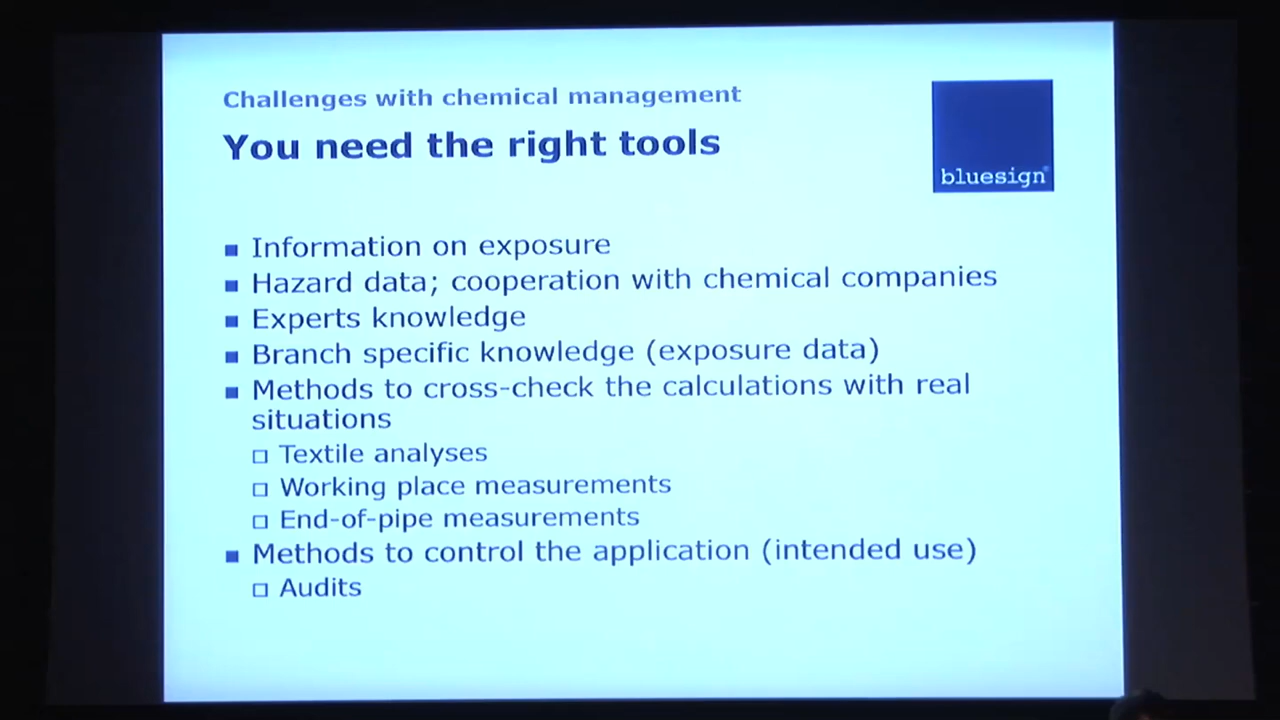 Challenges with chemical management
You need the right tools
bluesign®
■ Information on exposure
■ Hazard data; cooperation with chemical companies
■ Experts knowledge
■ Branch specific knowledge (exposure data)
■ Methods to cross-check the calculations with real
situations
□ Textile analyses
□ Working place measurements
□ End-of-pipe measurements
■ Methods to control the application (intended use)
□ Audits